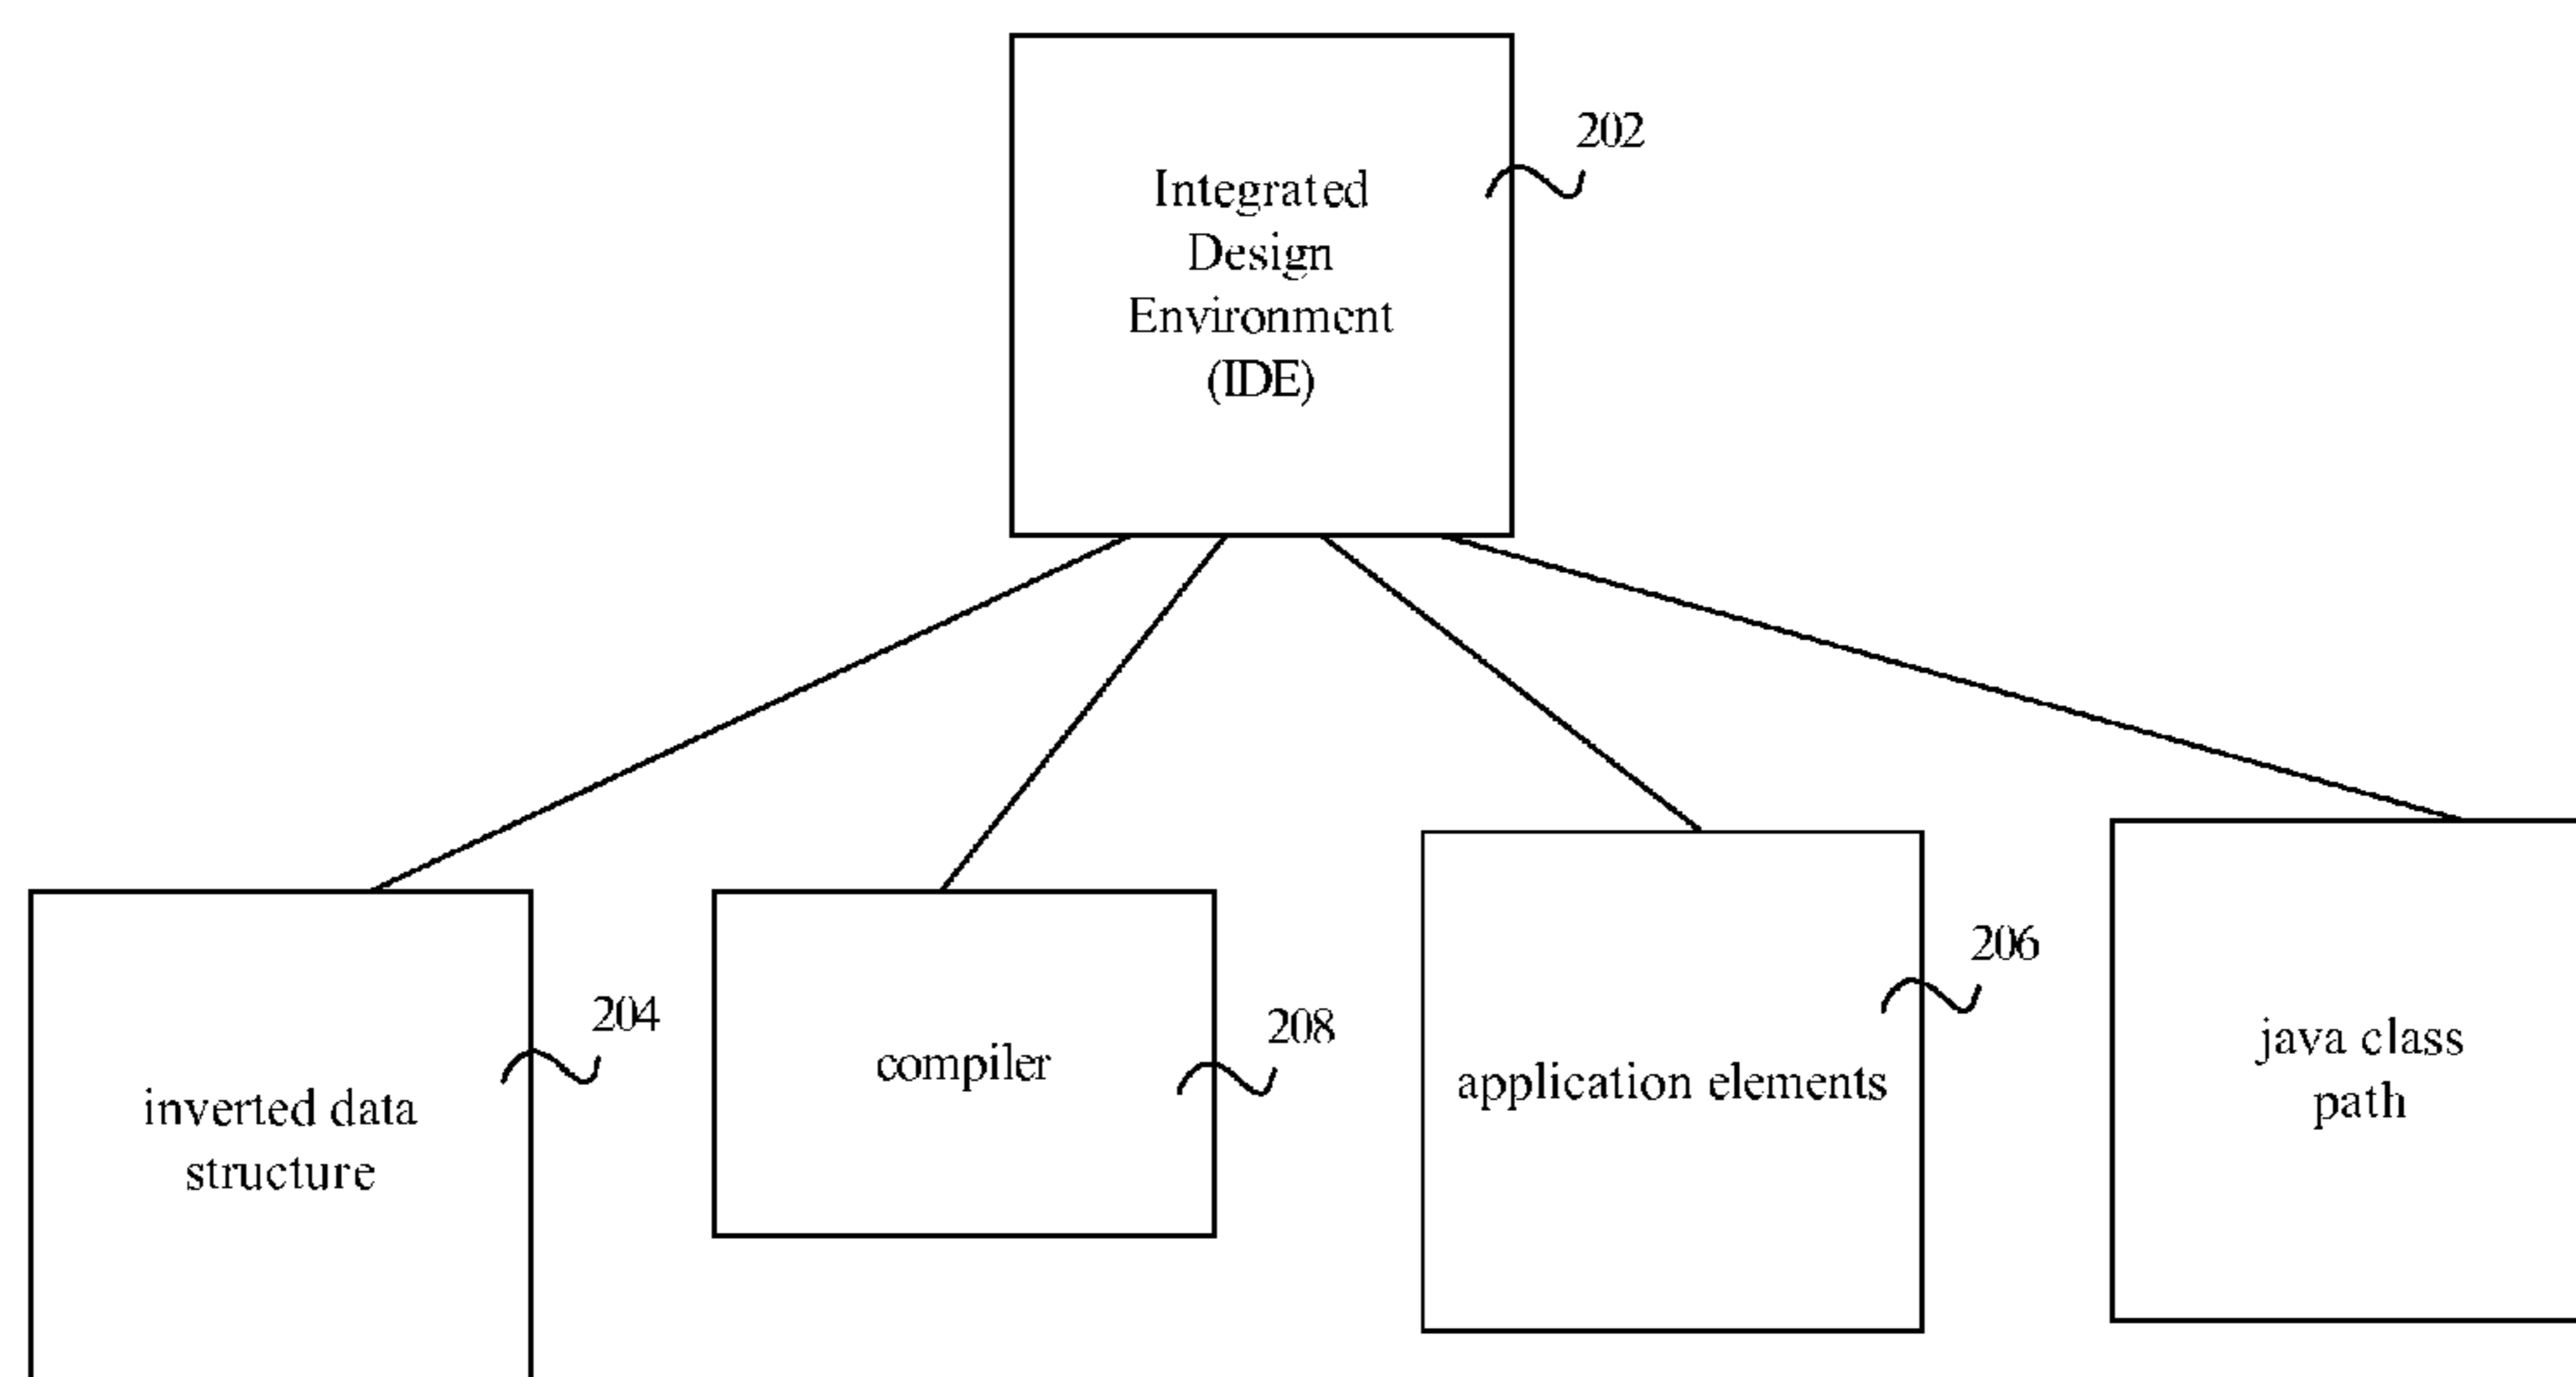 202
Integrated
Design
Environment
(IDE)
204
inverted data
structure
208
compiler
206
application elements
java class
path